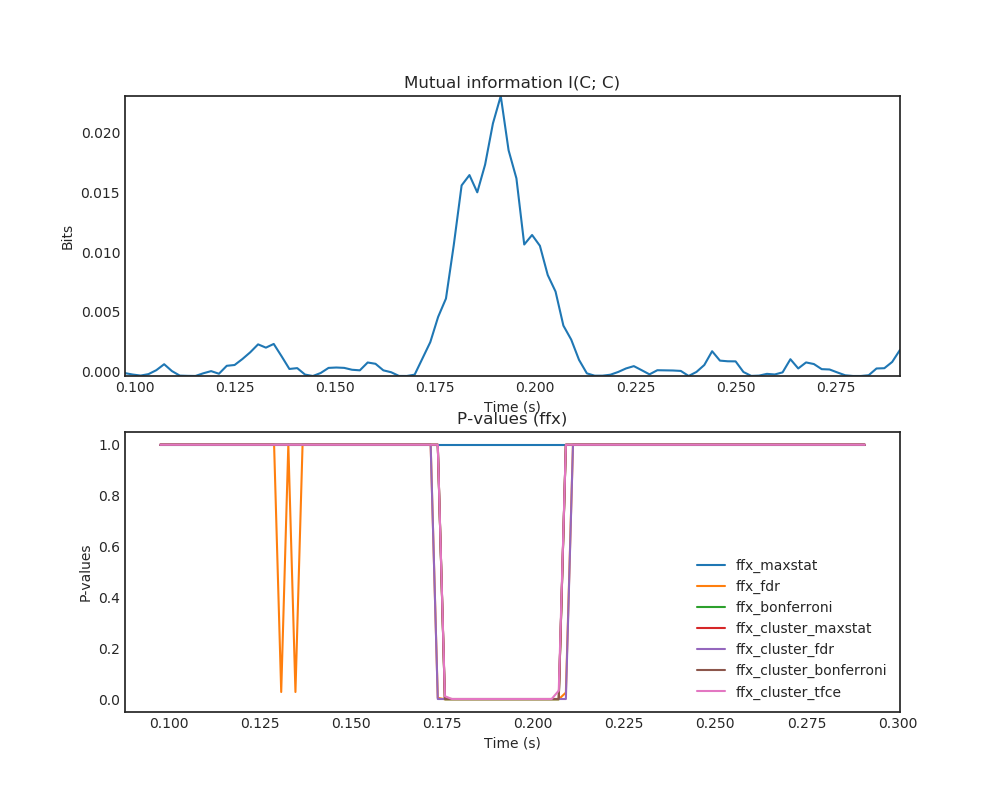 Mutual information I(C; C)
0.020
0.015
0.010
0.005
0.000
Bits
0.100 0.125 0.150 0.175 0.200 0.225 0.250 0.275
Time (s)
P-values (ffx)
1.0
0.8
0.6
0.4
0.2
0.0
P-values
ffx_maxstat
ffx_fdr
ffx_bonferroni
ffx_cluster_maxstat
ffx_cluster_fdr
ffx_cluster_bonferroni
ffx_cluster_tfce
0.100 0.125 0.150 0.175 0.200 0.225 0.250 0.275 0.300
Time (s)